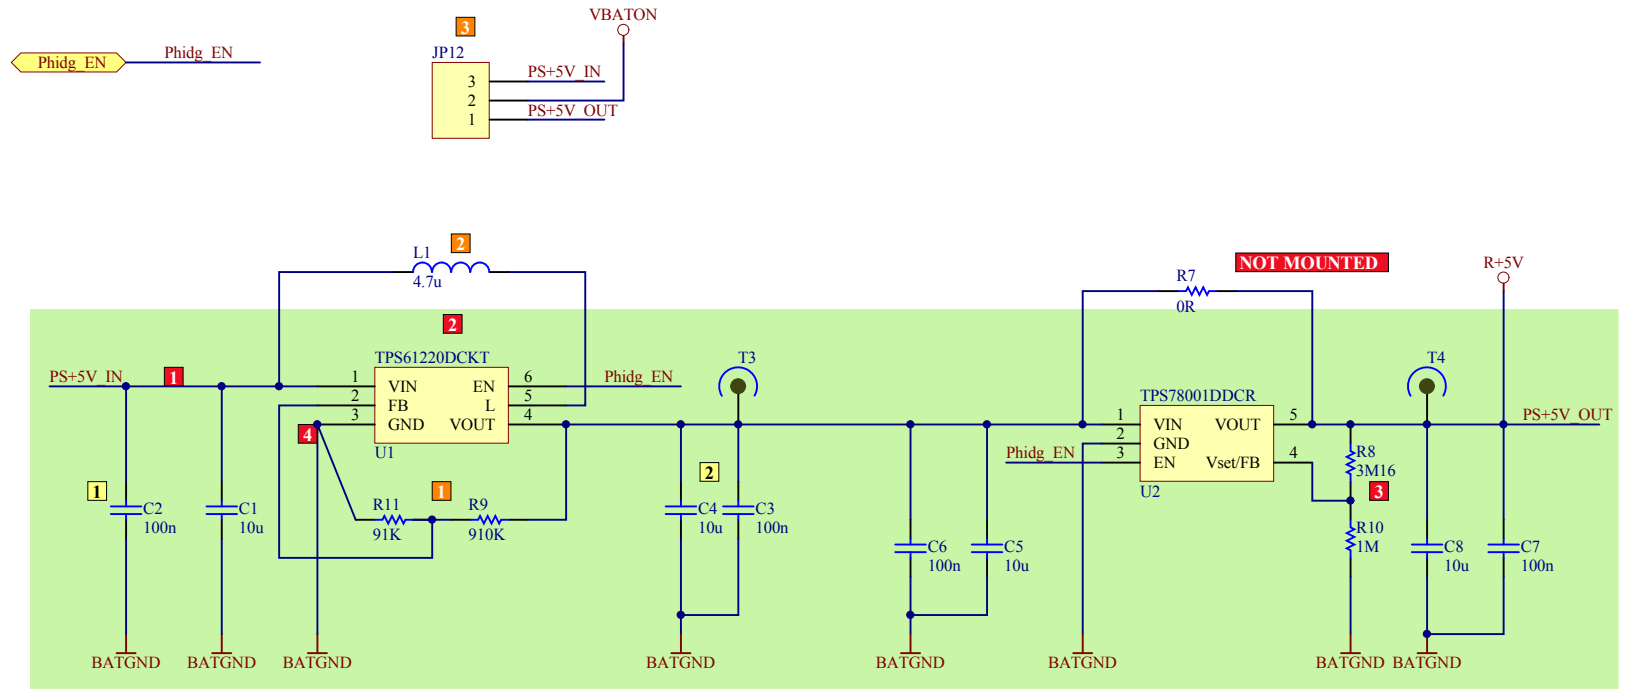 VBATON
3
Phidg_EN
Phidg_EN
JP12
3
PS+5V_IN
2
1
PS+5V_OUT
L1
2
4.7u
NOT MOUNTED
R7
0R
R+5V
2
TPS61220DCKT
T3
T4
PS+5V_IN
1
1
VIN
EN
6
Phidg_EN
2
FB
L
5
3
GND
VOUT
4
4
U1
TPS78001DDCR
1
VIN
VOUT
5
PS+5V_OUT
2
GND
Phidg_EN
3
EN
Vset/FB
4
U2
R8
3M16
3
1
C2
100n
C1
10u
R11
91K
1
R9
910K
2
C4
10u
C3
100n
C6
100n
C5
10u
R10
1M
C8
10u
C7
100n
BATGND
BATGND
BATGND
BATGND
BATGND
BATGND
BATGND
BATGND